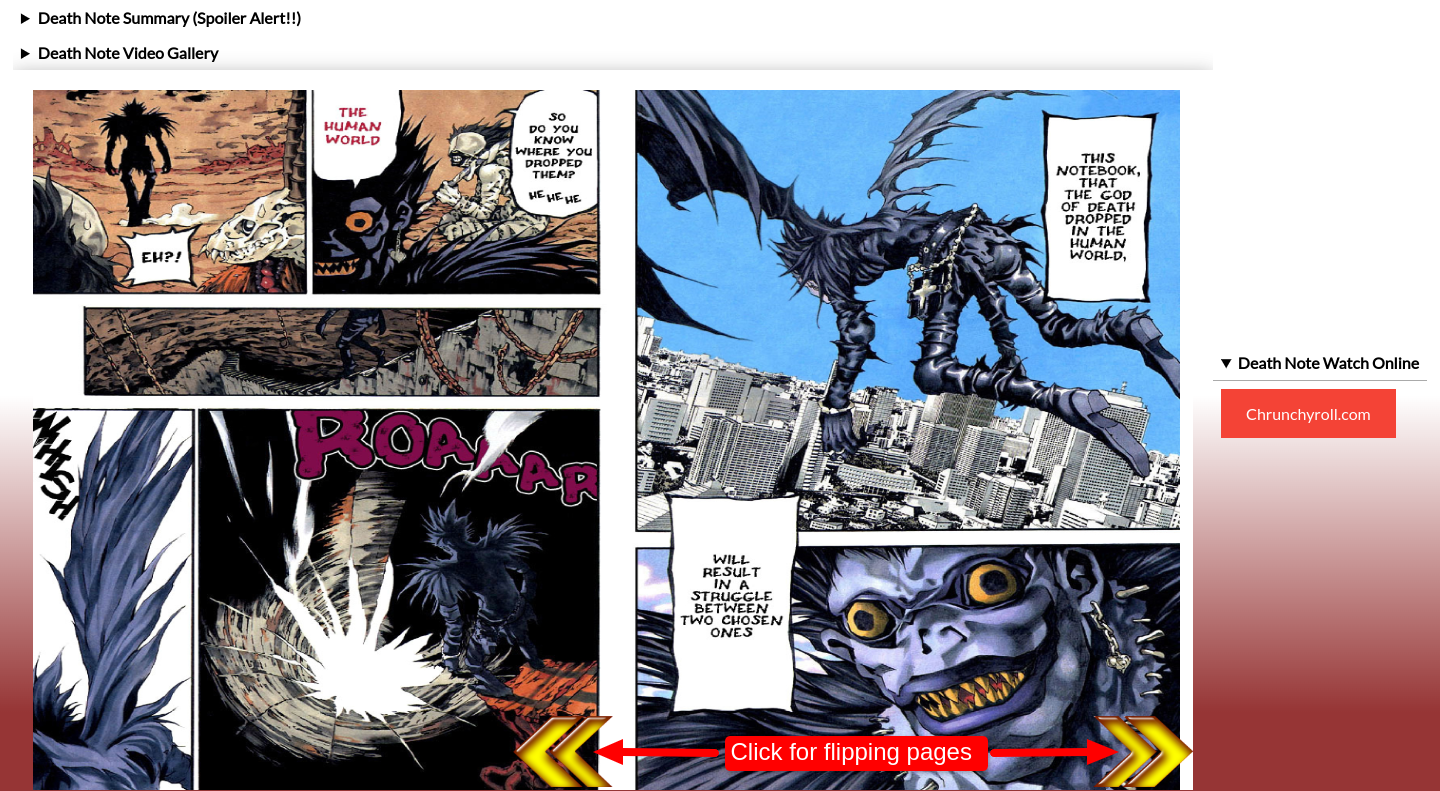 Death Note Summary (Spoiler Alert!!)
Death Note Video Gallery
EH?!
THE
HUMAN
WORLD
SO
DO YOU
KNOW
WHERE YOU
DROPPED
THEM?
HE HE HE
WHISH
ROAAAAR
THIS
NOTEBOOK,
THAT
THE GOD
OF DEATH
DROPPED
IN THE
HUMAN
WORLD,
WILL
RESULT
IN A
STRUGGLE
BETWEEN
TWO CHOSEN
ONES
Click for flipping pages
Death Note Watch Online
Chrunchyroll.com